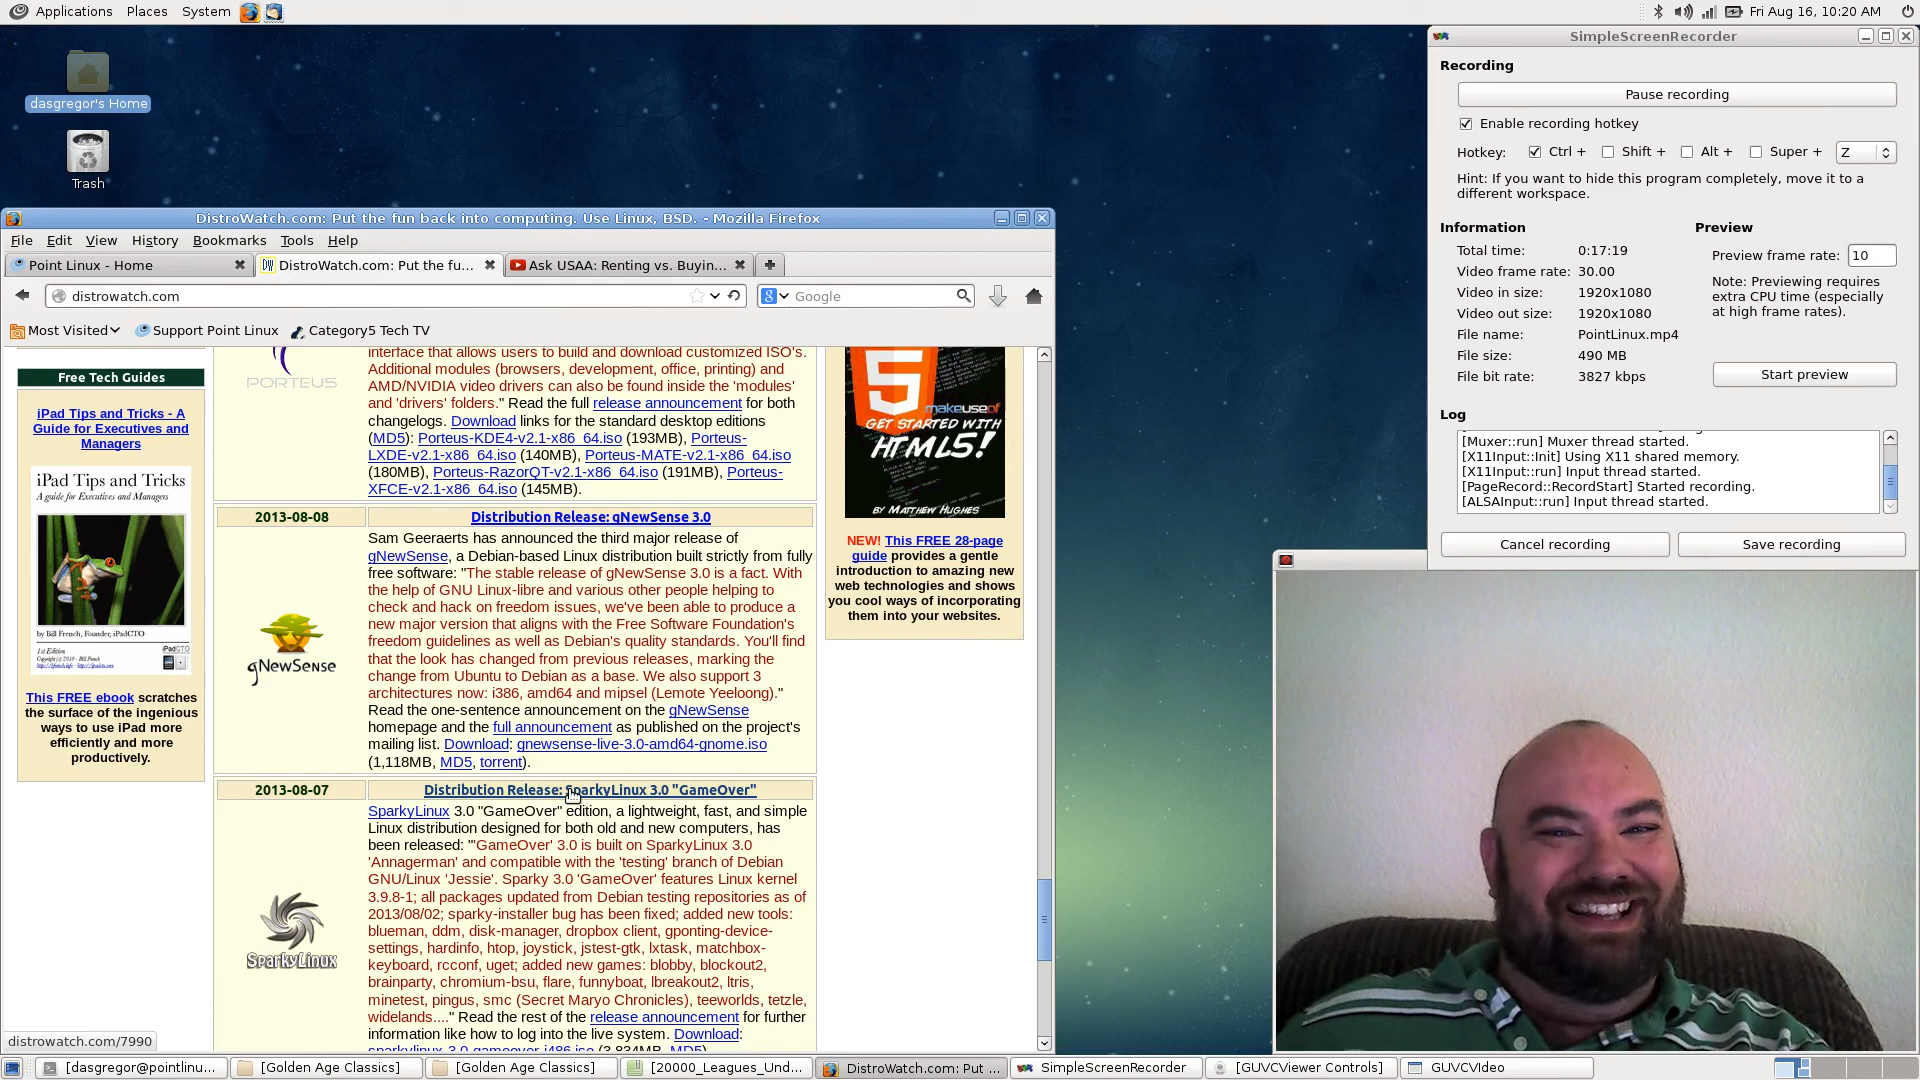 Applications Places System
Fri Aug 16, 10:20 AM
dasgregor's Home
Trash
DistroWatch.com: Put the fun back into computing. Use Linux, BSD. - Mozilla Firefox
File Edit View History Bookmarks Tools Help
Point Linux - Home
DistroWatch.com: Put the fu...
Ask USAA: Renting vs. Buyin...
distrowatch.com
Google
Most Visited
Support Point Linux
Category5 Tech TV
Free Tech Guides
iPad Tips and Tricks - A
Guide for Executives and
Managers
iPad Tips and Tricks
A guide for Executives and Managers
by Bill French, Founder, iPadCTO
1st Edition
This FREE ebook scratches
the surface of the ingenious
ways to use iPad more
efficiently and more
productively.
PORTEUS
interface that allows users to build and download customized ISO's.
Additional modules (browsers, development, office, printing) and
AMD/NVIDIA video drivers can also be found inside the 'modules'
and 'drivers' folders." Read the full release announcement for both
changelogs. Download links for the standard desktop editions
(MD5): Porteus-KDE4-v2.1-x86_64.iso (193MB), Porteus-
LXDE-v2.1-x86_64.iso (140MB), Porteus-MATE-v2.1-x86_64.iso
(180MB), Porteus-RazorQT-v2.1-x86_64.iso (191MB), Porteus-
XFCE-v2.1-x86_64.iso (145MB).
2013-08-08
Distribution Release: gNewSense 3.0
gNewSense
Sam Geeraerts has announced the third major release of
gNewSense, a Debian-based Linux distribution built strictly from fully
free software: "The stable release of gNewSense 3.0 is a fact. With
the help of GNU Linux-libre and various other people helping to
check and hack on freedom issues, we've been able to produce a
new major version that aligns with the Free Software Foundation's
freedom guidelines as well as Debian's quality standards. You'll find
that the look has changed from previous releases, marking the
change from Ubuntu to Debian as a base. We also support 3
architectures now: i386, amd64 and mipsel (Lemote Yeeloong)."
Read the one-sentence announcement on the gNewSense
homepage and the full announcement as published on the project's
mailing list. Download: gnewsense-live-3.0-amd64-gnome.iso
(1,118MB, MD5, torrent).
2013-08-07
Distribution Release: SparkyLinux 3.0 "GameOver"
SparkyLinux
SparkyLinux 3.0 "GameOver" edition, a lightweight, fast, and simple
Linux distribution designed for both old and new computers, has
been released: "'GameOver' 3.0 is built on SparkyLinux 3.0
'Annagerman' and compatible with the 'testing' branch of Debian
GNU/Linux 'Jessie'. Sparky 3.0 'GameOver' features Linux kernel
3.9.8-1; all packages updated from Debian testing repositories as of
2013/08/02; sparky-installer bug has been fixed; added new tools:
blueman, ddm, disk-manager, dropbox client, gponting-device-
settings, hardinfo, htop, joystick, jstest-gtk, lxtask, matchbox-
keyboard, rcconf, uget; added new games: blobby, blockout2,
brainparty, chromium-bsu, flare, funnyboat, lbreakout2, ltris,
minetest, pingus, smc (Secret Maryo Chronicles), teeworlds, tetzle,
widelands...." Read the rest of the release announcement for further
information like how to log into the live system. Download:
sparkylinux-3.0-gameover-i486.iso (3,834MB, MD5)
5
makeuseof
GET STARTED WITH
HTML5!
BY MATTHEW HUGHES
NEW! This FREE 28-page
guide provides a gentle
introduction to amazing new
web technologies and shows
you cool ways of incorporating
them into your websites.
distrowatch.com/7990
SimpleScreenRecorder
Recording
Pause recording
Enable recording hotkey
Hotkey: Ctrl + Shift + Alt + Super + Z
Hint: If you want to hide this program completely, move it to a
different workspace.
Information
Total time: 0:17:19
Video frame rate: 30.00
Video in size: 1920x1080
Video out size: 1920x1080
File name: PointLinux.mp4
File size: 490 MB
File bit rate: 3827 kbps
Preview
Preview frame rate: 10
Note: Previewing requires
extra CPU time (especially
at high frame rates).
Start preview
Log
[Muxer::run] Muxer thread started.
[X11Input::Init] Using X11 shared memory.
[X11Input::run] Input thread started.
[PageRecord::RecordStart] Started recording.
[ALSAInput::run] Input thread started.
Cancel recording
Save recording
[dasgregor@pointlinu...
[Golden Age Classics]
[Golden Age Classics]
[20000_Leagues_Und...
DistroWatch.com: Put ...
SimpleScreenRecorder
[GUVCViewer Controls]
GUVCVIdeo